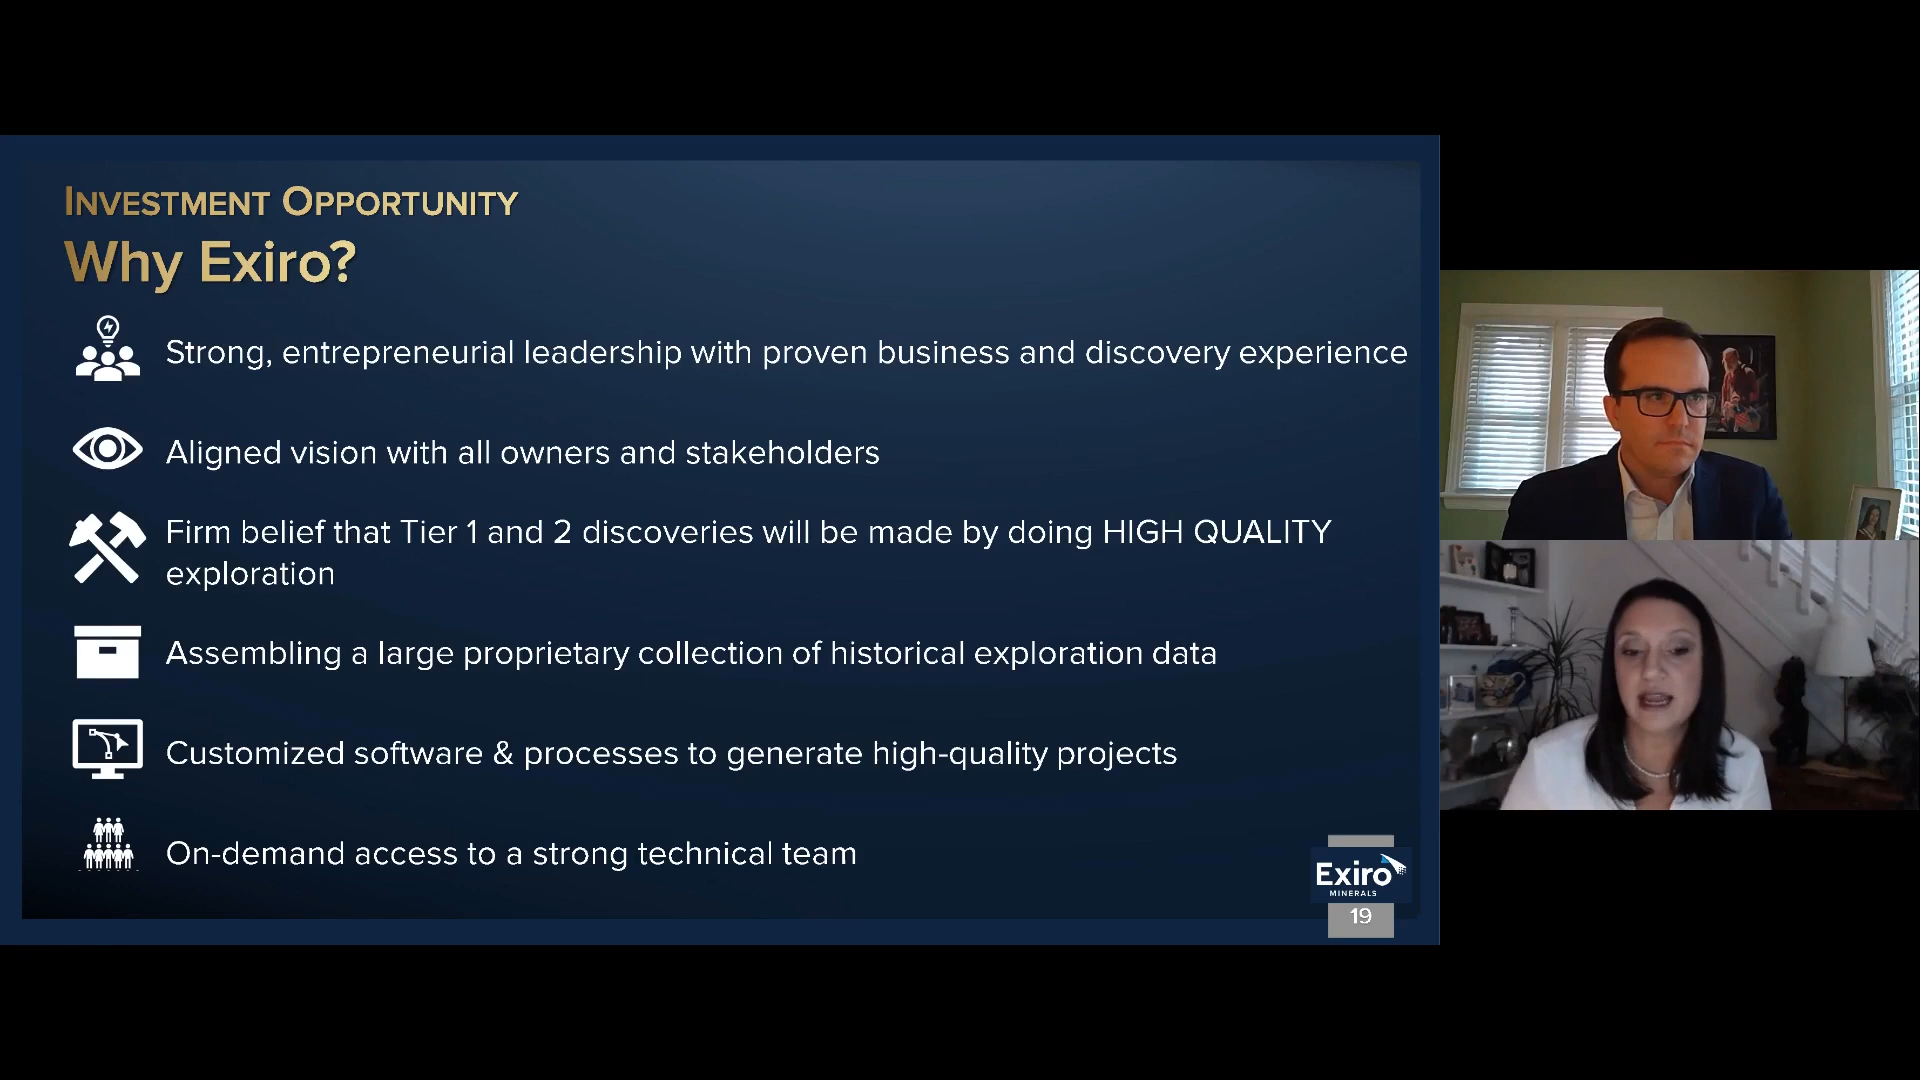 INVESTMENT OPPORTUNITY
Why Exiro?
Strong, entrepreneurial leadership with proven business and discovery experience
Aligned vision with all owners and stakeholders
Firm belief that Tier 1 and 2 discoveries will be made by doing HIGH QUALITY
exploration
Assembling a large proprietary collection of historical exploration data
Customized software & processes to generate high-quality projects
On-demand access to a strong technical team
Exiro
MINERALS
19